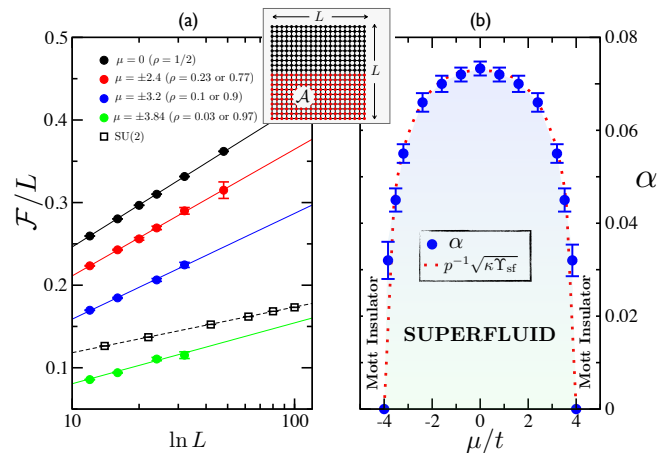 (a)
(b)
L
L
𝒜
μ=0 (ρ = 1/2)
μ=±2.4 (ρ = 0.23 or 0.77)
μ=±3.2 (ρ = 0.1 or 0.9)
μ=±3.84 (ρ = 0.03 or 0.97)
SU(2)
0.5
0.4
0.3
0.2
0.1
ℱ/L
10
100
ln L
0.08
0.06
0.04
0.02
0
α
α
p⁻¹√κϒsf
SUPERFLUID
Mott Insulator
Mott Insulator
-4
-2
0
2
4
μ/t